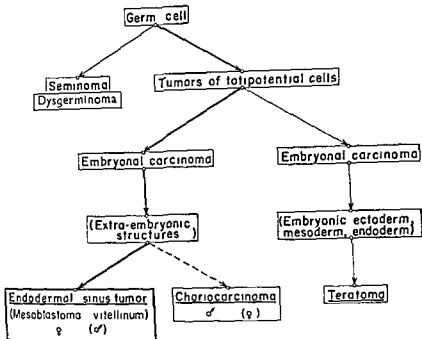 Germ cell
Seminoma
Dysgerminoma
Tumors of totipotential cells
Embryonal carcinoma
Embryonal carcinoma
(Extra-embryonic
structures)
(Embryonic ectoderm,
mesoderm, endoderm)
Endodermal sinus tumor
(Mesoblastoma vitellinum)
♀ (♂)
Choriocarcinoma
♂ (♀)
Teratoma